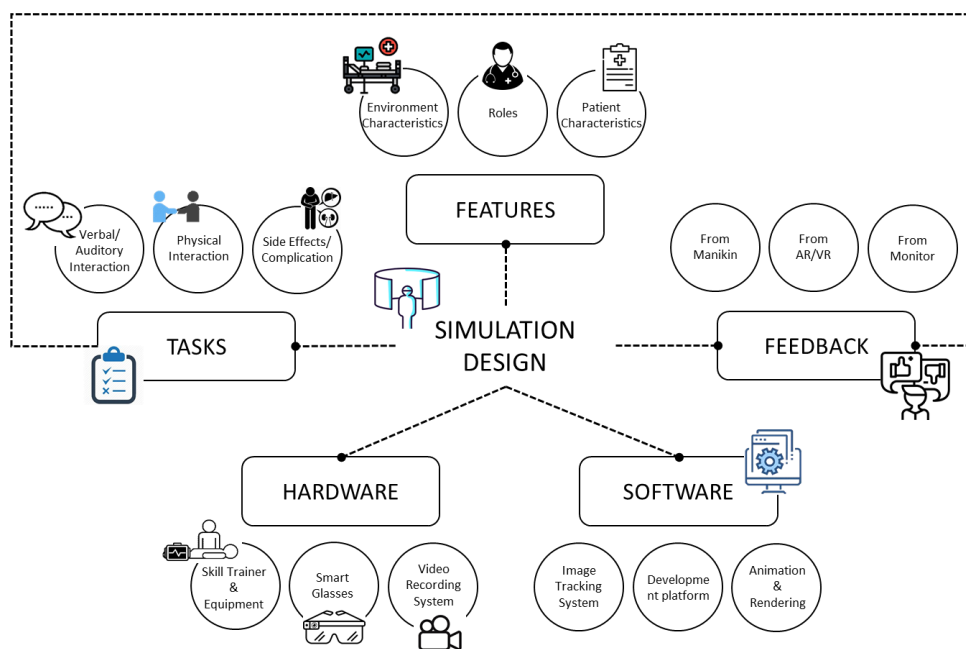 Environment
Characteristics
Roles
Patient
Characteristics
FEATURES
Verbal/
Auditory
Interaction
Physical
Interaction
Side Effects/
Complication
TASKS
From
Manikin
From
AR/VR
From
Monitor
FEEDBACK
SIMULATION
DESIGN
HARDWARE
Skill Trainer
&
Equipment
Smart
Glasses
Video
Recording
System
SOFTWARE
Image
Tracking
System
Developme
nt platform
Animation
&
Rendering